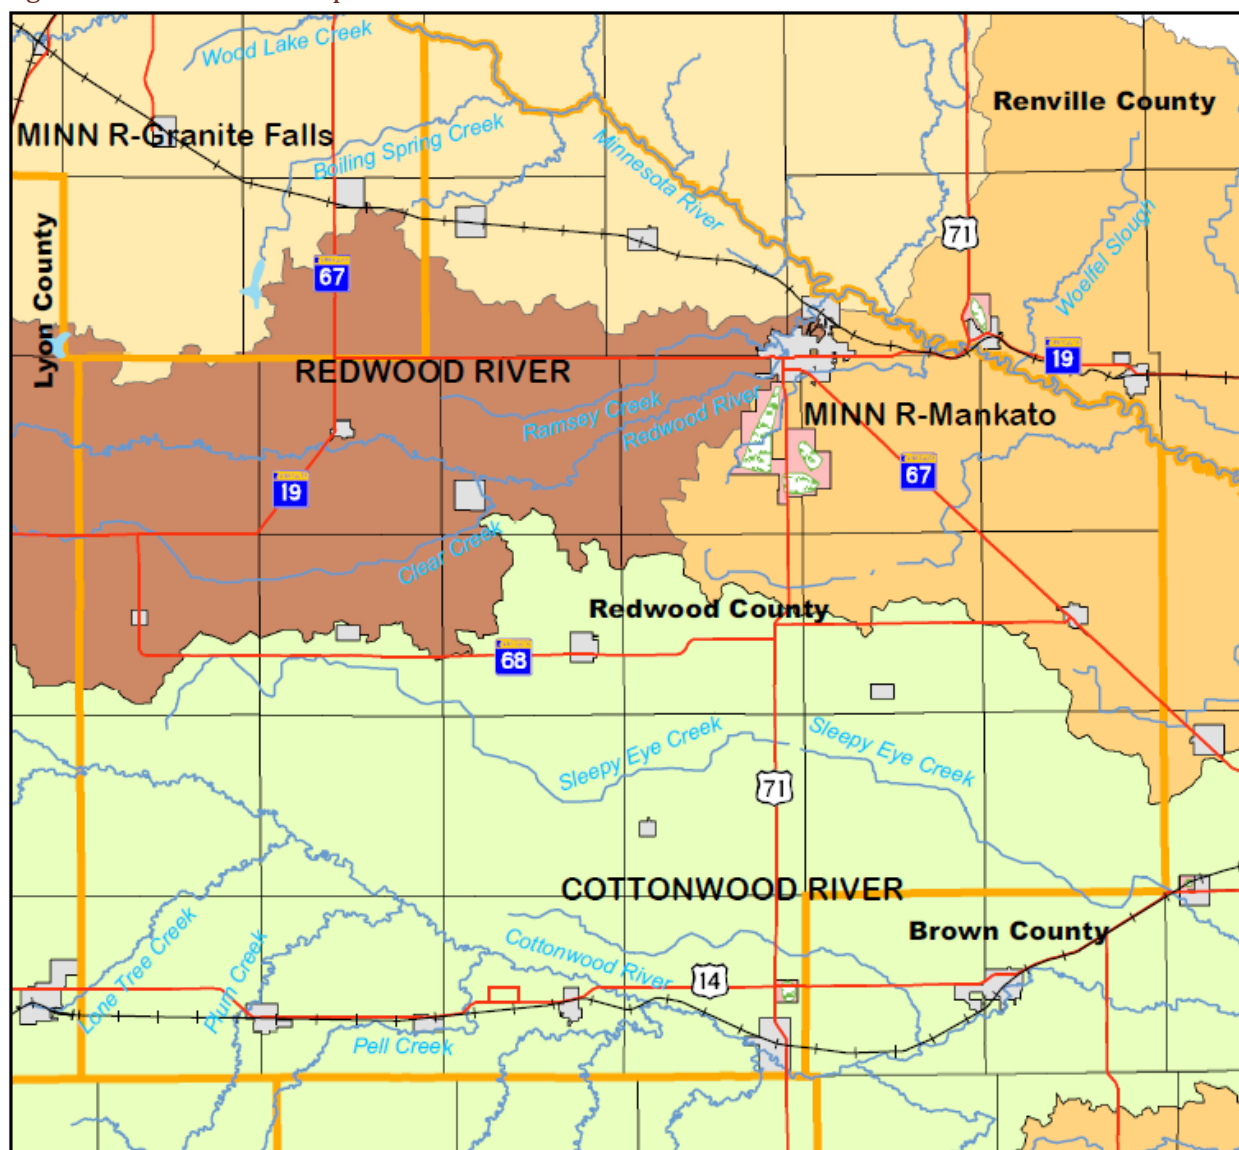 Wood Lake Creek
Renville County
MINN R-Granite Falls
Boiling Spring Creek
Minnesota River
Lyon County
71
Woelfel Slough
67
19
REDWOOD RIVER
Ramsey Creek
Redwood River
MINN R-Mankato
67
19
Clear Creek
Redwood County
68
Sleepy Eye Creek
Sleepy Eye Creek
71
COTTONWOOD RIVER
Brown County
Lone Tree Creek
Plum Creek
Cottonwood River
14
Pell Creek